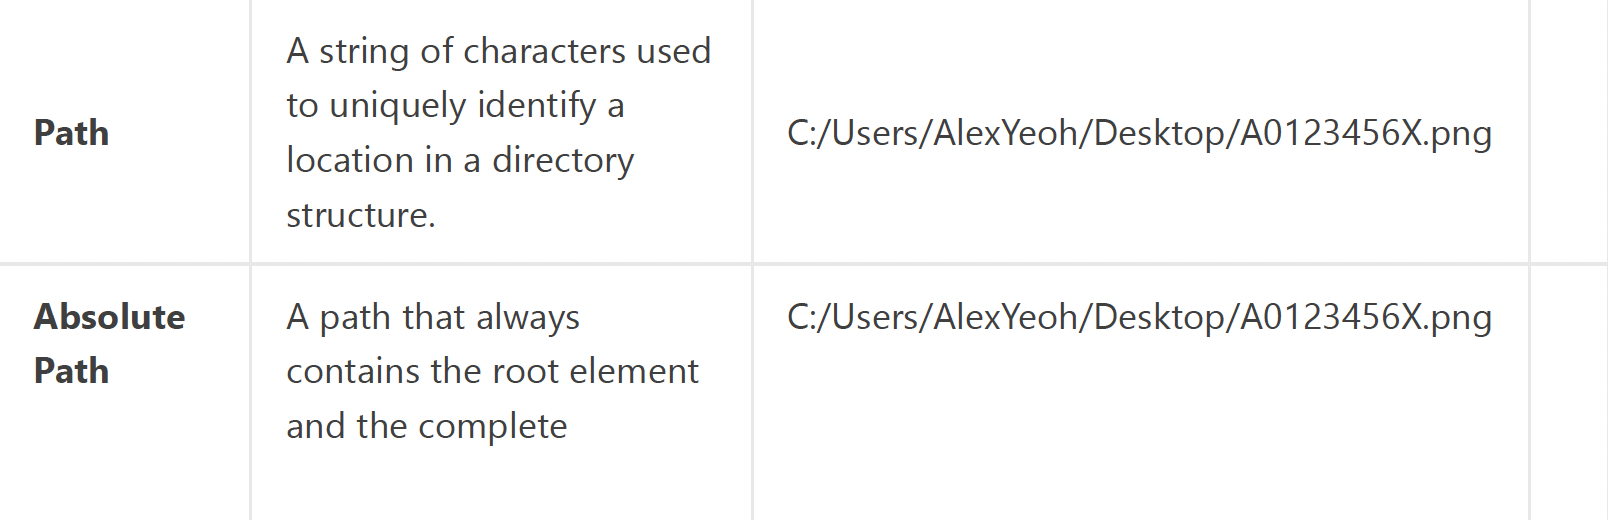 Path
A string of characters used
to uniquely identify a
location in a directory
structure.
C:/Users/AlexYeoh/Desktop/A0123456X.png
Absolute
Path
A path that always
contains the root element
and the complete
C:/Users/AlexYeoh/Desktop/A0123456X.png